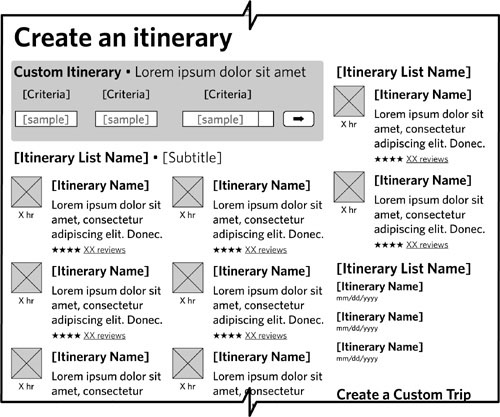 Create an itinerary
Custom Itinerary • Lorem ipsum dolor sit amet
[Criteria] [Criteria] [Criteria]
[sample] [sample] [sample]
[Itinerary List Name] • [Subtitle]
[Itinerary Name]
Lorem ipsum dolor sit
amet, consectetur
adipiscing elit. Donec.
X hr
★★★★ XX reviews
[Itinerary Name]
Lorem ipsum dolor sit
amet, consectetur
adipiscing elit. Donec.
X hr
★★★★ XX reviews
[Itinerary Name]
Lorem ipsum dolor sit
amet, consectetur
adipiscing elit. Donec.
X hr
★★★★ XX reviews
[Itinerary Name]
Lorem ipsum dolor sit
amet, consectetur
adipiscing elit. Donec.
X hr
★★★★ XX reviews
[Itinerary Name]
Lorem ipsum dolor sit
amet, consectetur
X hr
[Itinerary Name]
Lorem ipsum dolor sit
amet, consectetur
X hr
[Itinerary List Name]
[Itinerary Name]
Lorem ipsum dolor sit
amet, consectetur
adipiscing elit. Donec.
X hr
★★★★ XX reviews
[Itinerary Name]
Lorem ipsum dolor sit
amet, consectetur
adipiscing elit. Donec.
X hr
★★★★ XX reviews
[Itinerary List Name]
[Itinerary Name]
mm/dd/yyyy
[Itinerary Name]
mm/dd/yyyy
[Itinerary Name]
mm/dd/yyyy
Create a Custom Trip